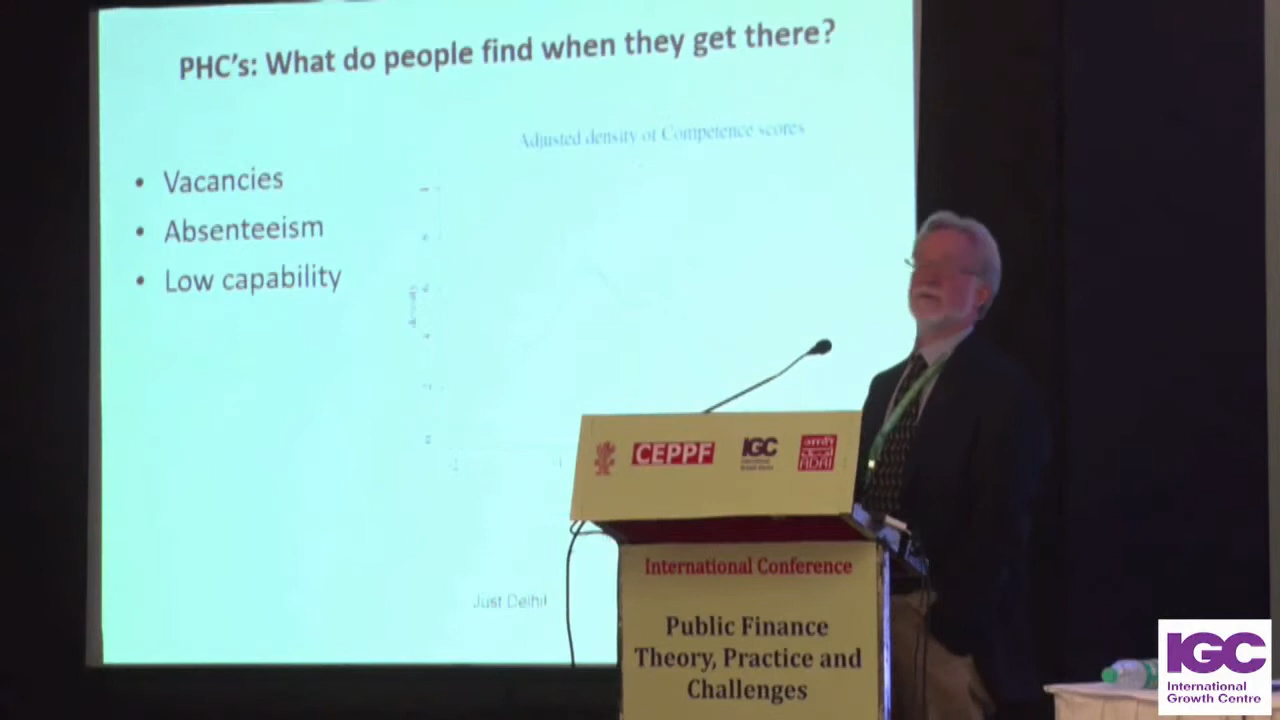 PHC's: What do people find when they get there?
Adjusted density of Competence scores
• Vacancies
• Absenteeism
• Low capability
Just Delhi!
CEPPF
IGC
International Conference
Public Finance
Theory, Practice and
Challenges
IGC
International
Growth Centre